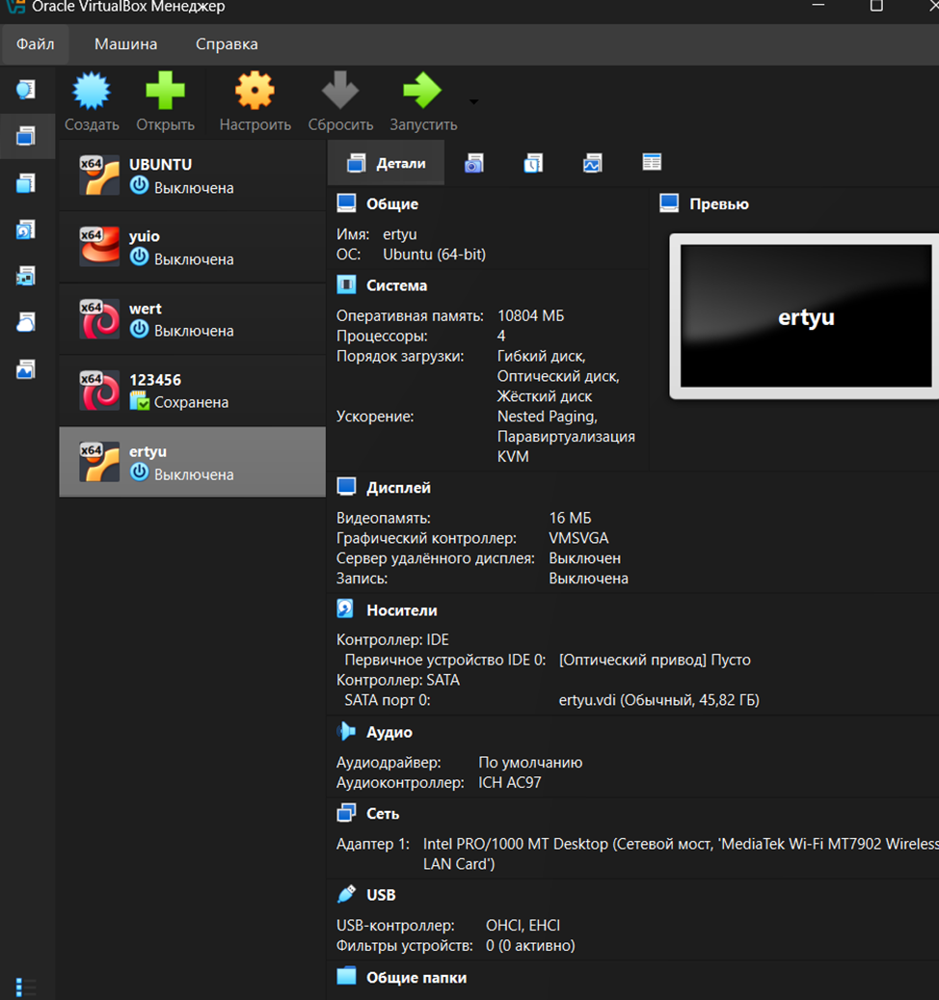 Oracle VirtualBox Менеджер
Файл Машина Справка
Создать Открыть Настроить Сбросить Запустить
x64 UBUNTU
Выключена
x64 yuio
Выключена
x64 wert
Выключена
x64 123456
Сохранена
x64 ertyu
Выключена
Детали
Общие
Имя: ertyu
ОС: Ubuntu (64-bit)
Превью
ertyu
Система
Оперативная память: 10804 МБ
Процессоры: 4
Порядок загрузки: Гибкий диск,
Оптический диск,
Жёсткий диск
Ускорение: Nested Paging,
Паравиртуализация
KVM
Дисплей
Видеопамять: 16 МБ
Графический контроллер: VMSVGA
Сервер удалённого дисплея: Выключен
Запись: Выключена
Носители
Контроллер: IDE
Первичное устройство IDE 0: [Оптический привод] Пусто
Контроллер: SATA
SATA порт 0: ertyu.vdi (Обычный, 45,82 ГБ)
Аудио
Аудиодрайвер: По умолчанию
Аудиоконтроллер: ICH AC97
Сеть
Адаптер 1: Intel PRO/1000 MT Desktop (Сетевой мост, 'MediaTek Wi-Fi MT7902 Wireless
LAN Card')
USB
USB-контроллер: OHCI, EHCI
Фильтры устройств: 0 (0 активно)
Общие папки